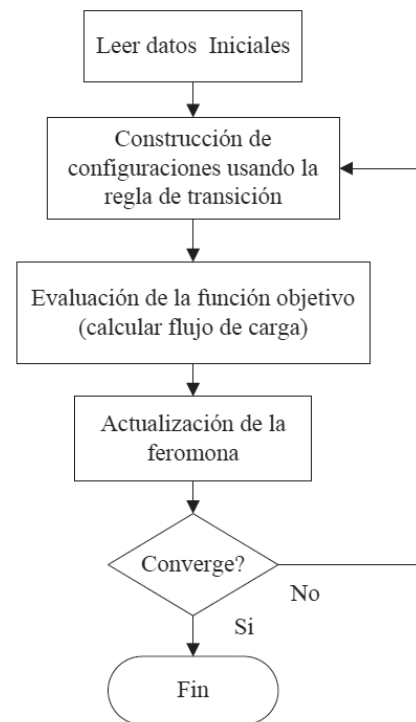 Leer datos Iniciales
Construcción de
configuraciones usando la
regla de transición
Evaluación de la función objetivo
(calcular flujo de carga)
Actualización de la
feromona
Converge?
No
Si
Fin